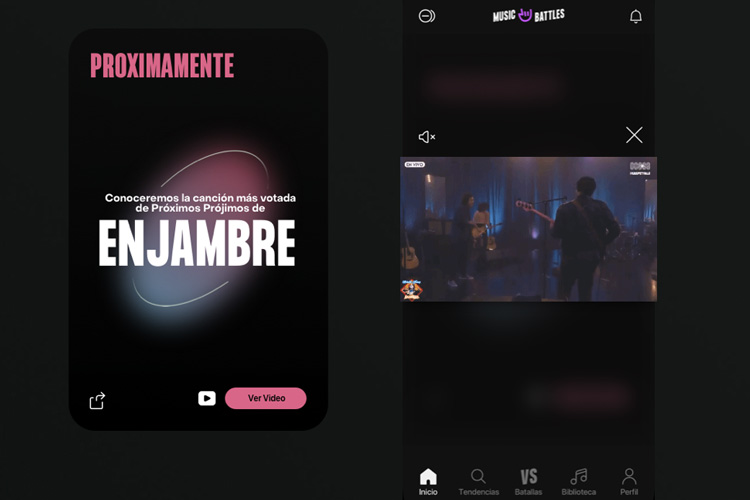 PROXIMAMENTE
Conoceremos la canción más votada
de Próximos Prójimos de
ENJAMBRE
Ver Video
MUSIC BATTLES
EN VIVO
Inicio
Tendencias
VS
Batallas
Biblioteca
Perfil